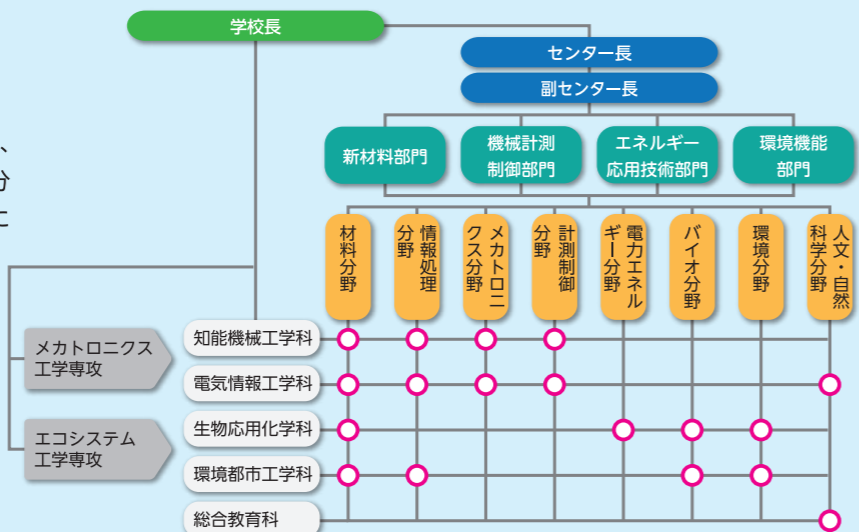 学校長
センター長
副センター長
、
分
に
新材料部門
機械計測
制御部門
エネルギー
応用技術部門
環境機能
部門
材料分野
情報処理
分野
メカトロニ
クス分野
計測制御
分野
電力エネル
ギー分野
バイオ分野
環境分野
人文・自然
科学分野
メカトロニクス
工学専攻
エコシステム
工学専攻
知能機械工学科
電気情報工学科
生物応用化学科
環境都市工学科
総合教育科